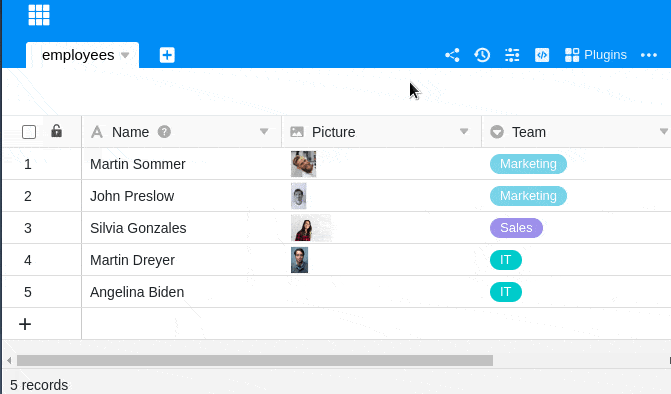 employees
Plugins
Name
Picture
Team
1 Martin Sommer Marketing
2 John Preslow Marketing
3 Silvia Gonzales Sales
4 Martin Dreyer IT
5 Angelina Biden IT
5 records